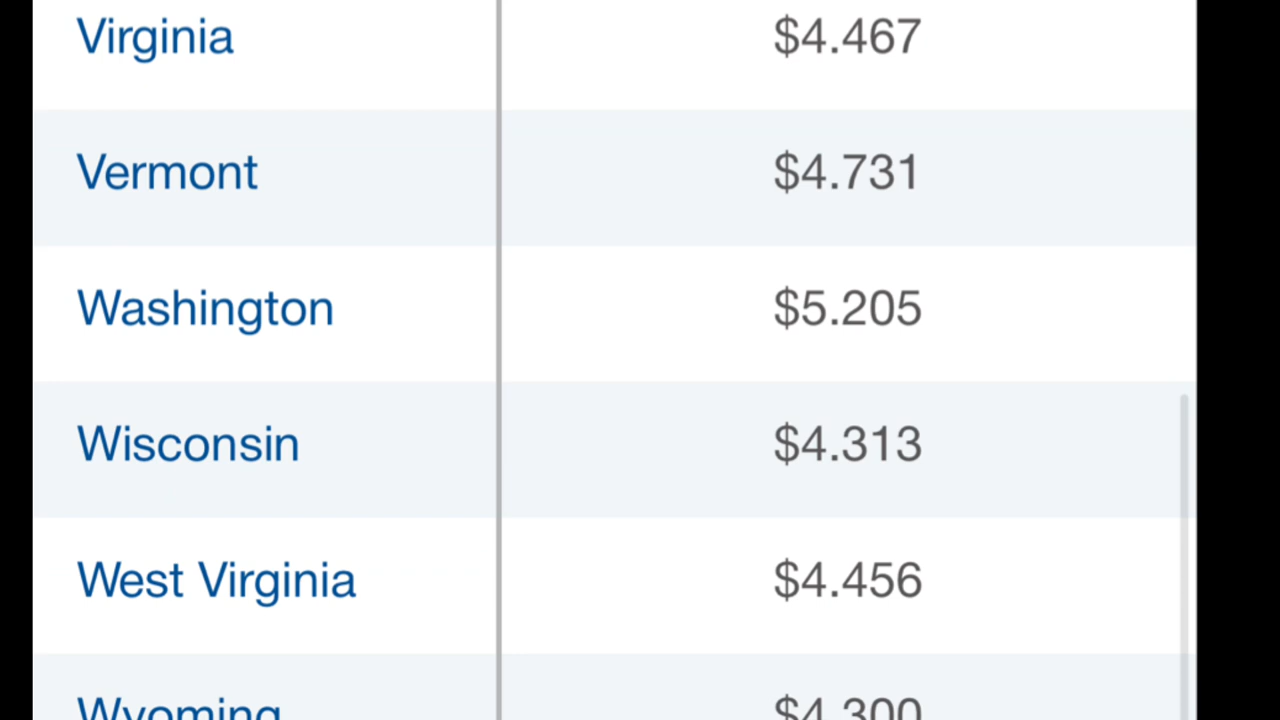 Virginia $4.467
Vermont $4.731
Washington $5.205
Wisconsin $4.313
West Virginia $4.456
Wyoming $4.300